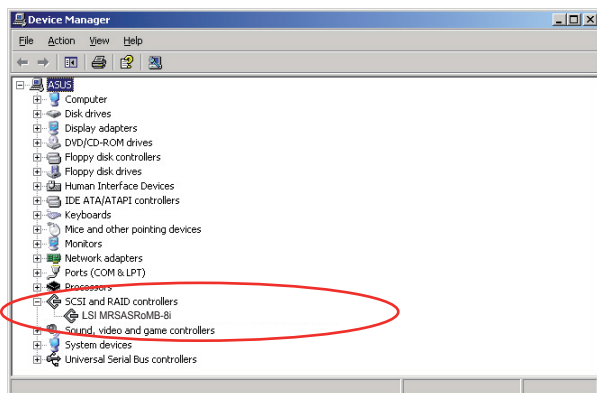 Device Manager
File Action View Help
ASUS
Computer
Disk drives
Display adapters
DVD/CD-ROM drives
Floppy disk controllers
Floppy disk drives
Human Interface Devices
IDE ATA/ATAPI controllers
Keyboards
Mice and other pointing devices
Monitors
Network adapters
Ports (COM & LPT)
Processors
SCSI and RAID controllers
LSI MRSASRoMB-8i
Sound, video and game controllers
System devices
Universal Serial Bus controllers